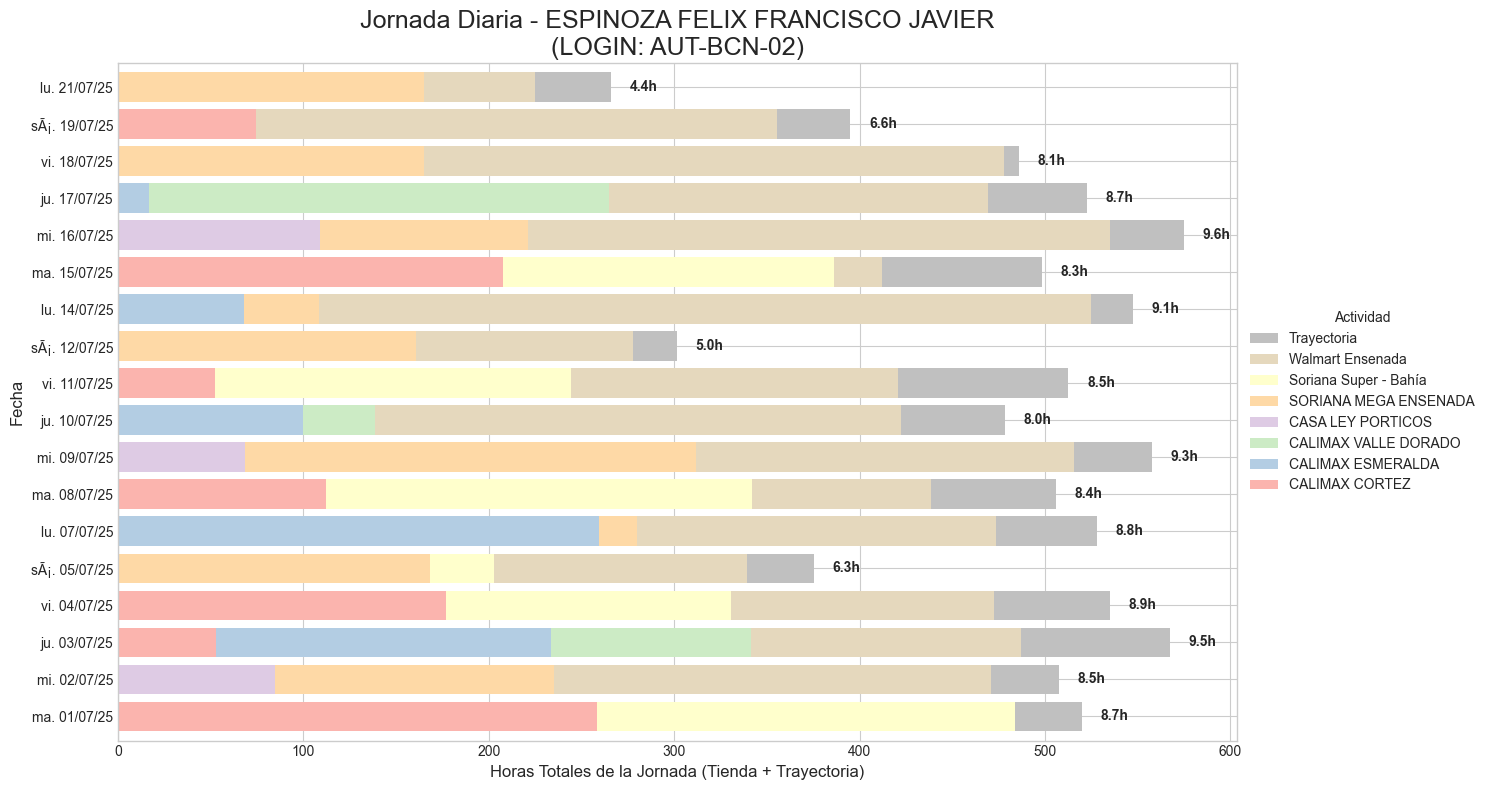 Jornada Diaria - ESPINOZA FELIX FRANCISCO JAVIER
(LOGIN: AUT-BCN-02)
Fecha
lu. 21/07/25 4.4h
sÃ¡. 19/07/25 6.6h
vi. 18/07/25 8.1h
ju. 17/07/25 8.7h
mi. 16/07/25 9.6h
ma. 15/07/25 8.3h
lu. 14/07/25 9.1h
sÃ¡. 12/07/25 5.0h
vi. 11/07/25 8.5h
ju. 10/07/25 8.0h
mi. 09/07/25 9.3h
ma. 08/07/25 8.4h
lu. 07/07/25 8.8h
sÃ¡. 05/07/25 6.3h
vi. 04/07/25 8.9h
ju. 03/07/25 9.5h
mi. 02/07/25 8.5h
ma. 01/07/25 8.7h
0 100 200 300 400 500 600
Horas Totales de la Jornada (Tienda + Trayectoria)
Actividad
Trayectoria
Walmart Ensenada
Soriana Super - Bahía
SORIANA MEGA ENSENADA
CASA LEY PORTICOS
CALIMAX VALLE DORADO
CALIMAX ESMERALDA
CALIMAX CORTEZ